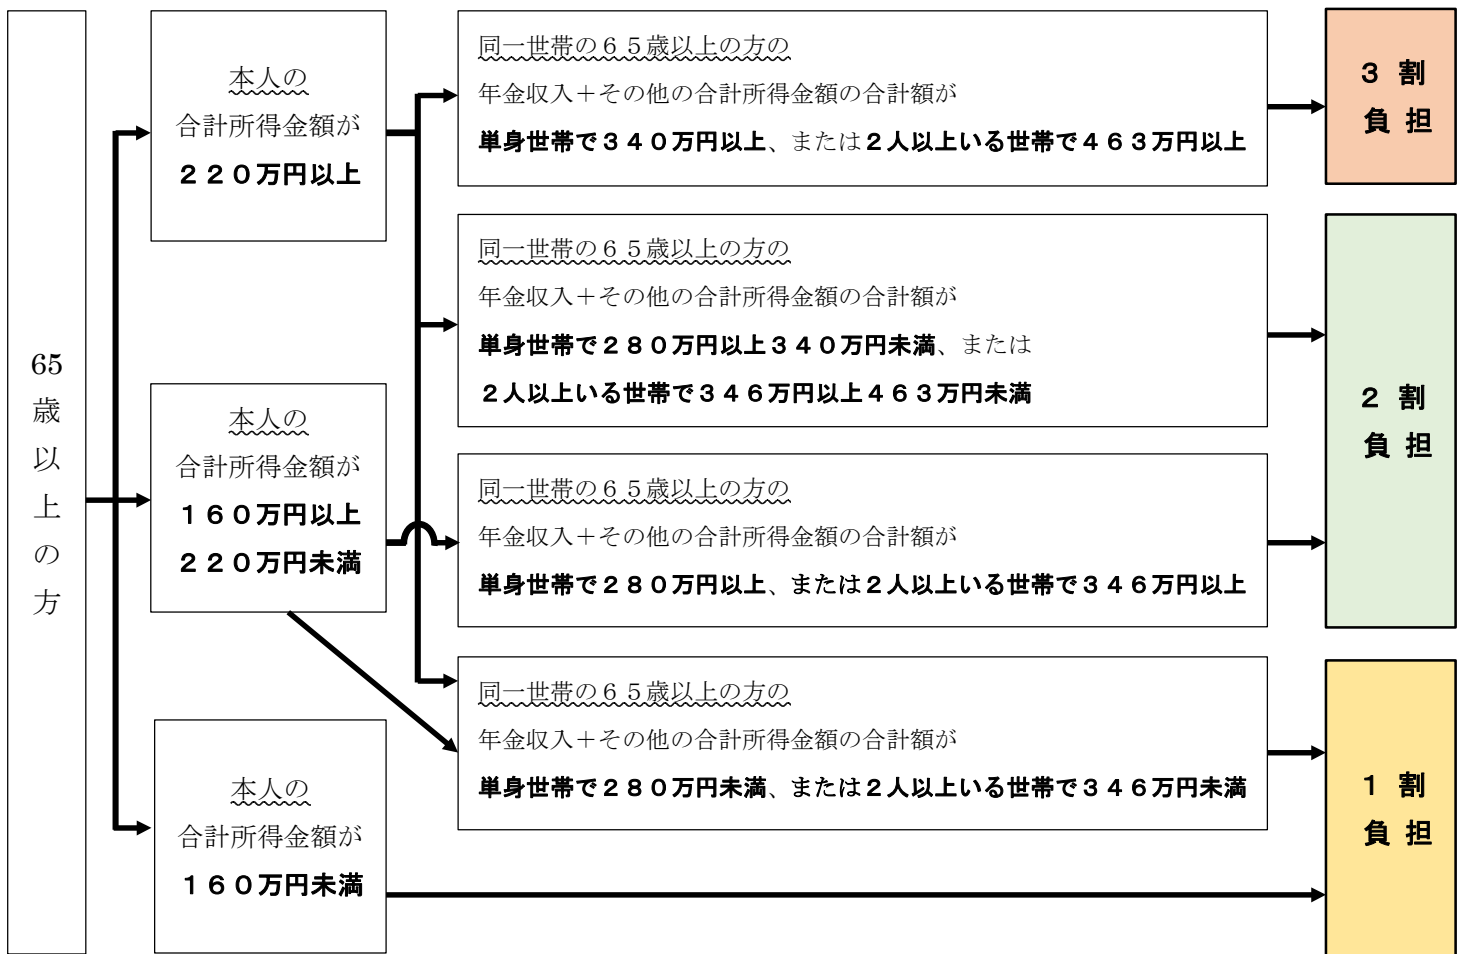 65歳以上の方
本人の
合計所得金額が
２２０万円以上
本人の
合計所得金額が
１６０万円以上
２２０万円未満
本人の
合計所得金額が
１６０万円未満
同一世帯の６５歳以上の方の
年金収入＋その他の合計所得金額の合計額が
単身世帯で３４０万円以上、または２人以上いる世帯で４６３万円以上
同一世帯の６５歳以上の方の
年金収入＋その他の合計所得金額の合計額が
単身世帯で２８０万円以上３４０万円未満、または
２人以上いる世帯で３４６万円以上４６３万円未満
同一世帯の６５歳以上の方の
年金収入＋その他の合計所得金額の合計額が
単身世帯で２８０万円以上、または２人以上いる世帯で３４６万円以上
同一世帯の６５歳以上の方の
年金収入＋その他の合計所得金額の合計額が
単身世帯で２８０万円未満、または２人以上いる世帯で３４６万円未満
３割
負担
２割
負担
１割
負担